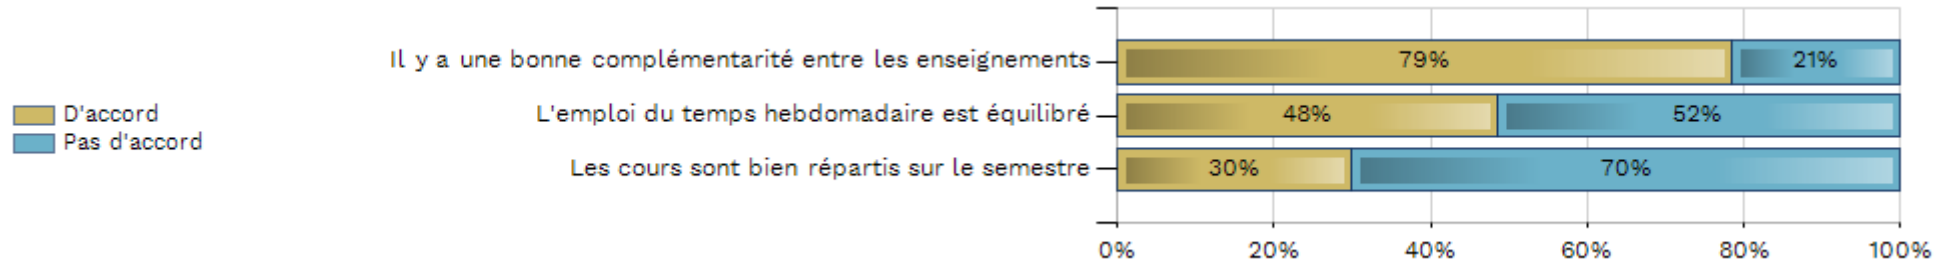 Il y a une bonne complémentarité entre les enseignements
79%
21%
D'accord
L'emploi du temps hebdomadaire est équilibré
48%
52%
Pas d'accord
Les cours sont bien répartis sur le semestre
30%
70%
0%
20%
40%
60%
80%
100%